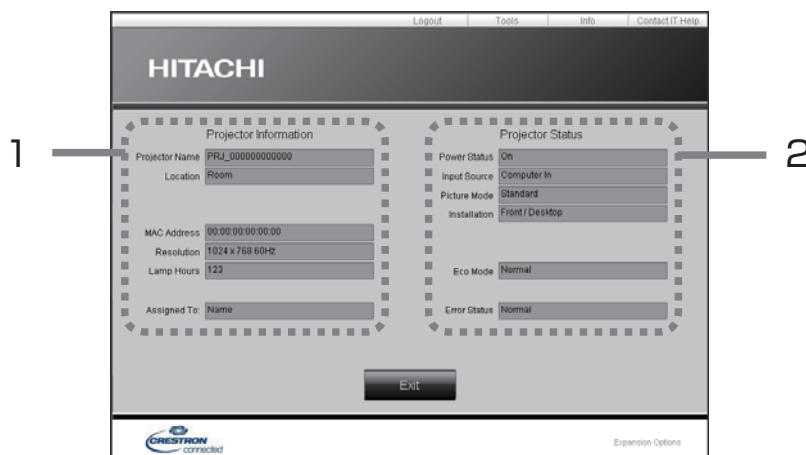 Logout Tools Info Contact IT Help
HITACHI
1
Projector Information
Projector Name PRJ_000000000000
Location Room
MAC Address 00:00:00:00:00:00
Resolution 1024 x 768 60Hz
Lamp Hours 123
Assigned To: Name
2
Projector Status
Power Status On
Input Source Computer In
Picture Mode Standard
Installation Front / Desktop
Eco Mode Normal
Error Status Normal
Exit
CRESTRON
connected
Expansion Options